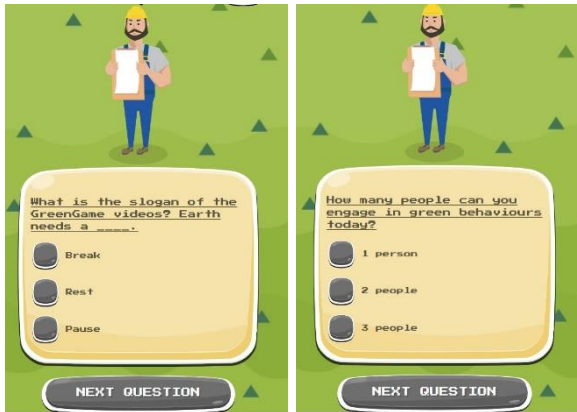 What is the slogan of the
GreenGame videos? Earth
needs a ____.
Break
Rest
Pause
NEXT QUESTION
How many people can you
engage in green behaviours
today?
1 person
2 people
3 people
NEXT QUESTION